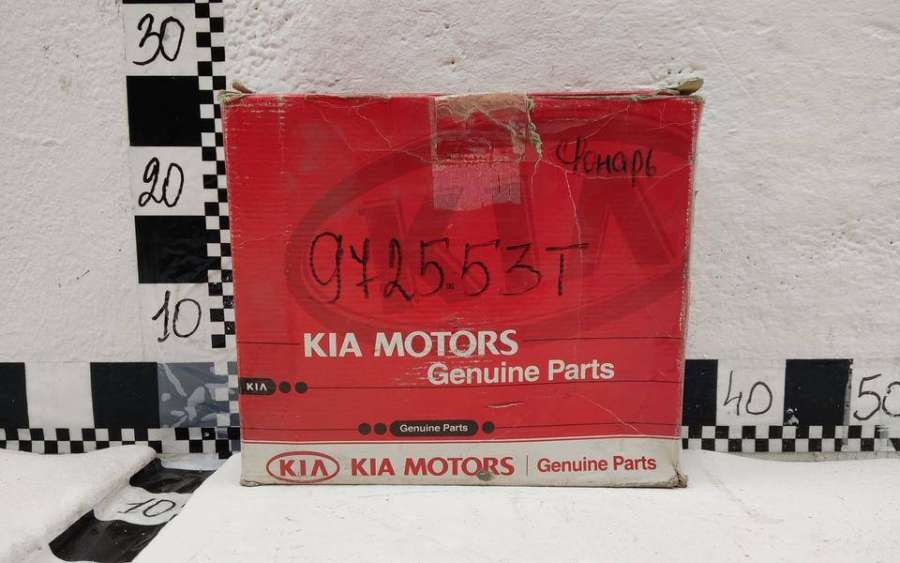 30
20
10
Фонарь
KIA
972553T
KIA MOTORS
Genuine Parts
KIA
Genuine Parts
KIA KIA MOTORS | Genuine Parts
40
50
10